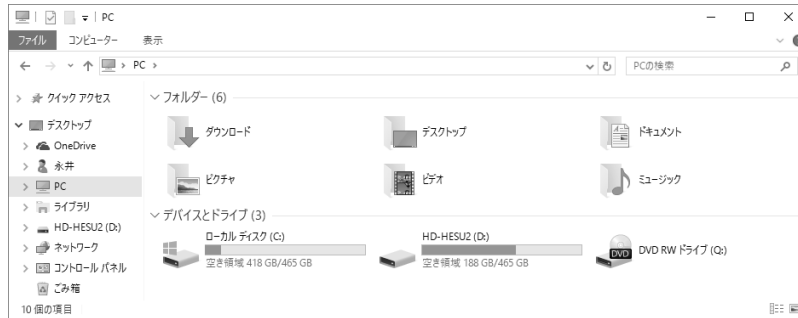 PC
ファイル コンピューター 表示
PC
PCの検索
クイック アクセス
デスクトップ
OneDrive
永井
PC
ライブラリ
HD-HESU2 (D:)
ネットワーク
コントロール パネル
ごみ箱
フォルダー (6)
ダウンロード
デスクトップ
ドキュメント
ピクチャ
ビデオ
ミュージック
デバイスとドライブ (3)
ローカル ディスク (C:)
空き領域 418 GB/465 GB
HD-HESU2 (D:)
空き領域 188 GB/465 GB
DVD
DVD RW ドライブ (Q:)
10 個の項目